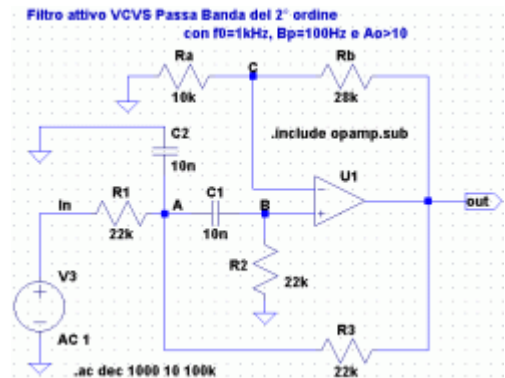 Filtro attivo VCVS Passa Banda del 2° ordine
con f0=1kHz, Bp=100Hz e Ao>10
Ra
C
Rb
10k
28k
C2
.include opamp.sub
10n
U1
In
R1
A
C1
B
out
22k
10n
R2
22k
V3
R3
AC 1
.ac dec 1000 10 100k
22k